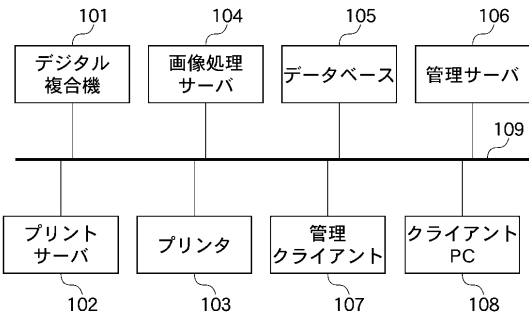 101
104
105
106
デジタル
複合機
画像処理
サーバ
データベース
管理サーバ
109
プリント
サーバ
プリンタ
管理
クライアント
クライアント
PC
102
103
107
108